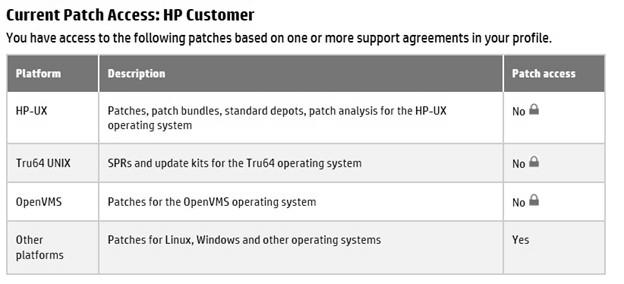 Current Patch Access: HP Customer
You have access to the following patches based on one or more support agreements in your profile.
Platform Description Patch access
HP-UX Patches, patch bundles, standard depots, patch analysis for the HP-UX No
operating system
Tru64 UNIX SPRs and update kits for the Tru64 operating system No
OpenVMS Patches for the OpenVMS operating system No
Other Patches for Linux, Windows and other operating systems Yes
platforms